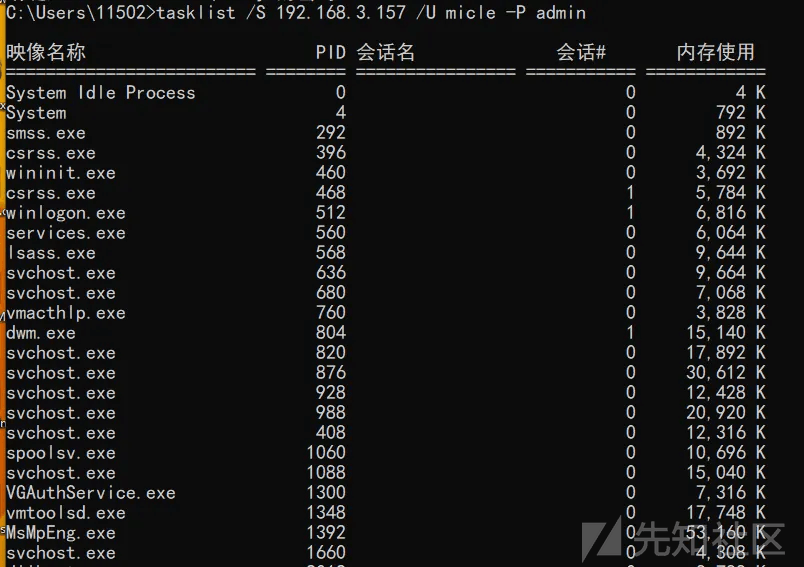 C:\Users\11502>tasklist /S 192.168.3.157 /U micle -P admin
映像名称 PID 会话名 会话# 内存使用
========================= ======== ================ =========== ============
System Idle Process 0 0 4 K
System 4 0 792 K
smss.exe 292 0 892 K
csrss.exe 396 0 4,324 K
wininit.exe 460 0 3,692 K
csrss.exe 468 1 5,784 K
winlogon.exe 512 1 6,816 K
services.exe 560 0 6,064 K
lsass.exe 568 0 9,644 K
svchost.exe 636 0 9,664 K
svchost.exe 680 0 7,068 K
vmacthlp.exe 760 0 3,828 K
dwm.exe 804 1 15,140 K
svchost.exe 820 0 17,892 K
svchost.exe 876 0 30,612 K
svchost.exe 928 0 12,428 K
svchost.exe 988 0 20,920 K
svchost.exe 408 0 12,316 K
spoolsv.exe 1060 0 10,696 K
svchost.exe 1088 0 15,040 K
VGAuthService.exe 1300 0 7,316 K
vmtoolsd.exe 1348 0 17,748 K
MsMpEng.exe 1392 0 53,160 K
svchost.exe 1660 0 4,308 K
先知社区